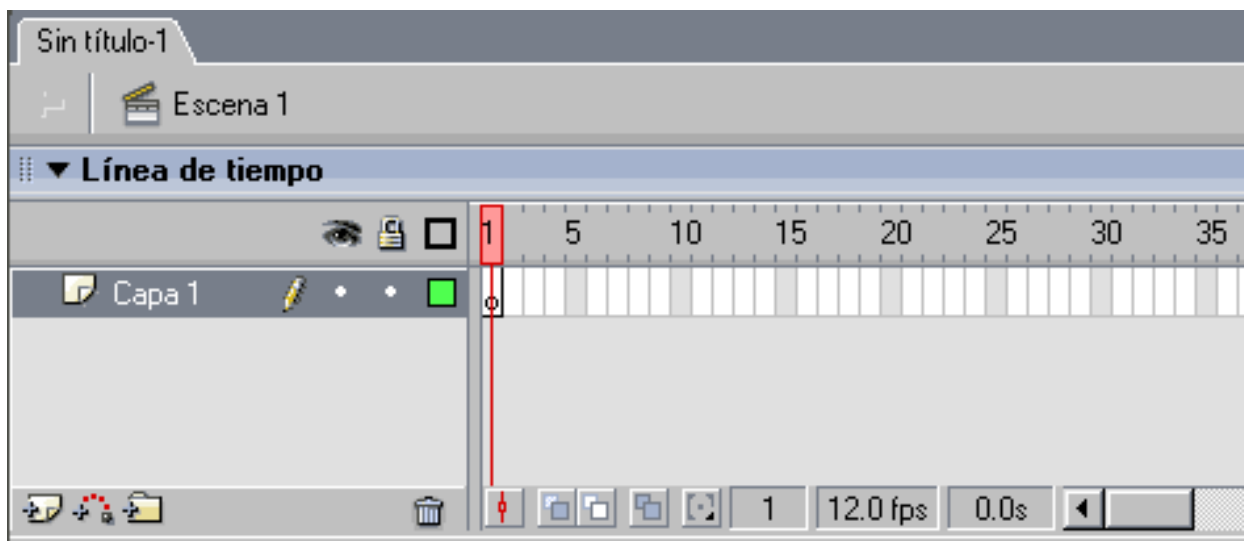 Sin título-1
Escena 1
Línea de tiempo
1 5 10 15 20 25 30 35
Capa 1
1 12.0 fps 0.0s